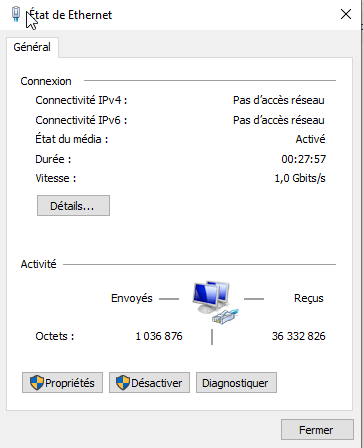 État de Ethernet
Général
Connexion
Connectivité IPv4 : Pas d'accès réseau
Connectivité IPv6 : Pas d'accès réseau
État du média : Activé
Durée : 00:27:57
Vitesse : 1,0 Gbits/s
Détails...
Activité
Envoyés Reçus
Octets : 1 036 876 36 332 826
Propriétés Désactiver Diagnostiquer
Fermer